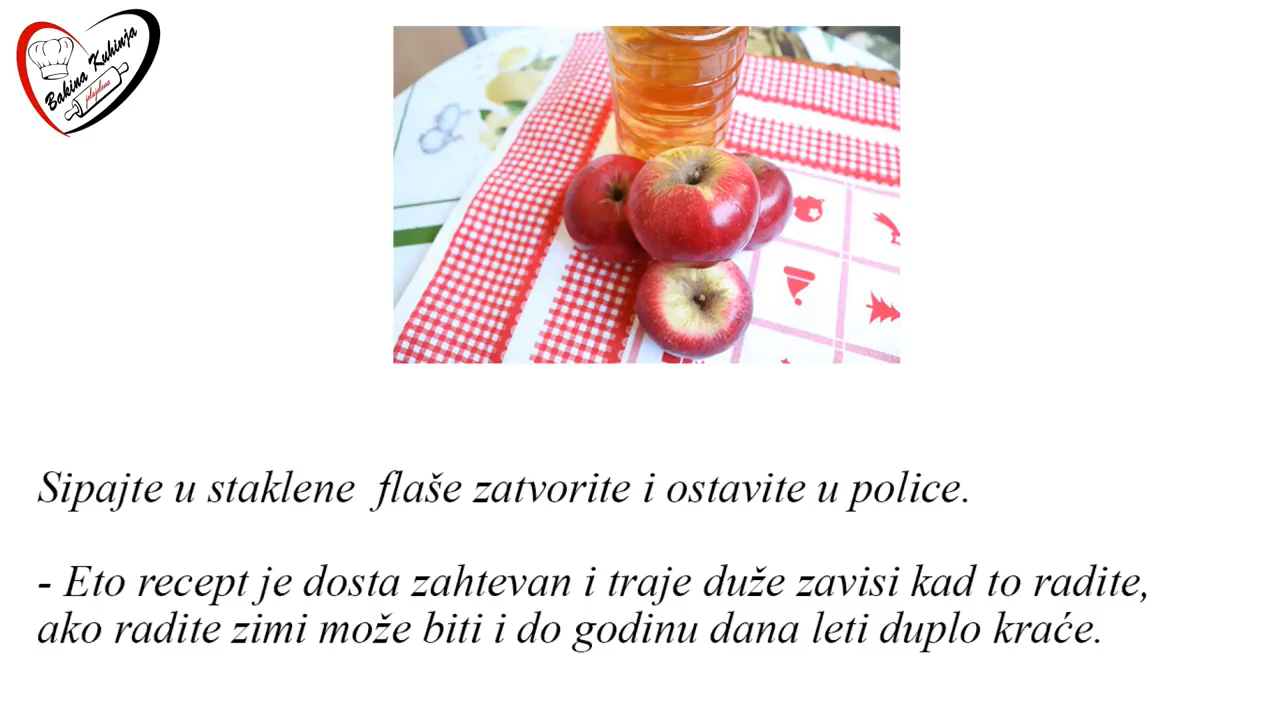 Bakina Kuhinja
Sipajte u staklene flaše zatvorite i ostavite u police.
- Eto recept je dosta zahtevan i traje duže zavisi kad to radite,
ako radite zimi može biti i do godinu dana leti duplo kraće.